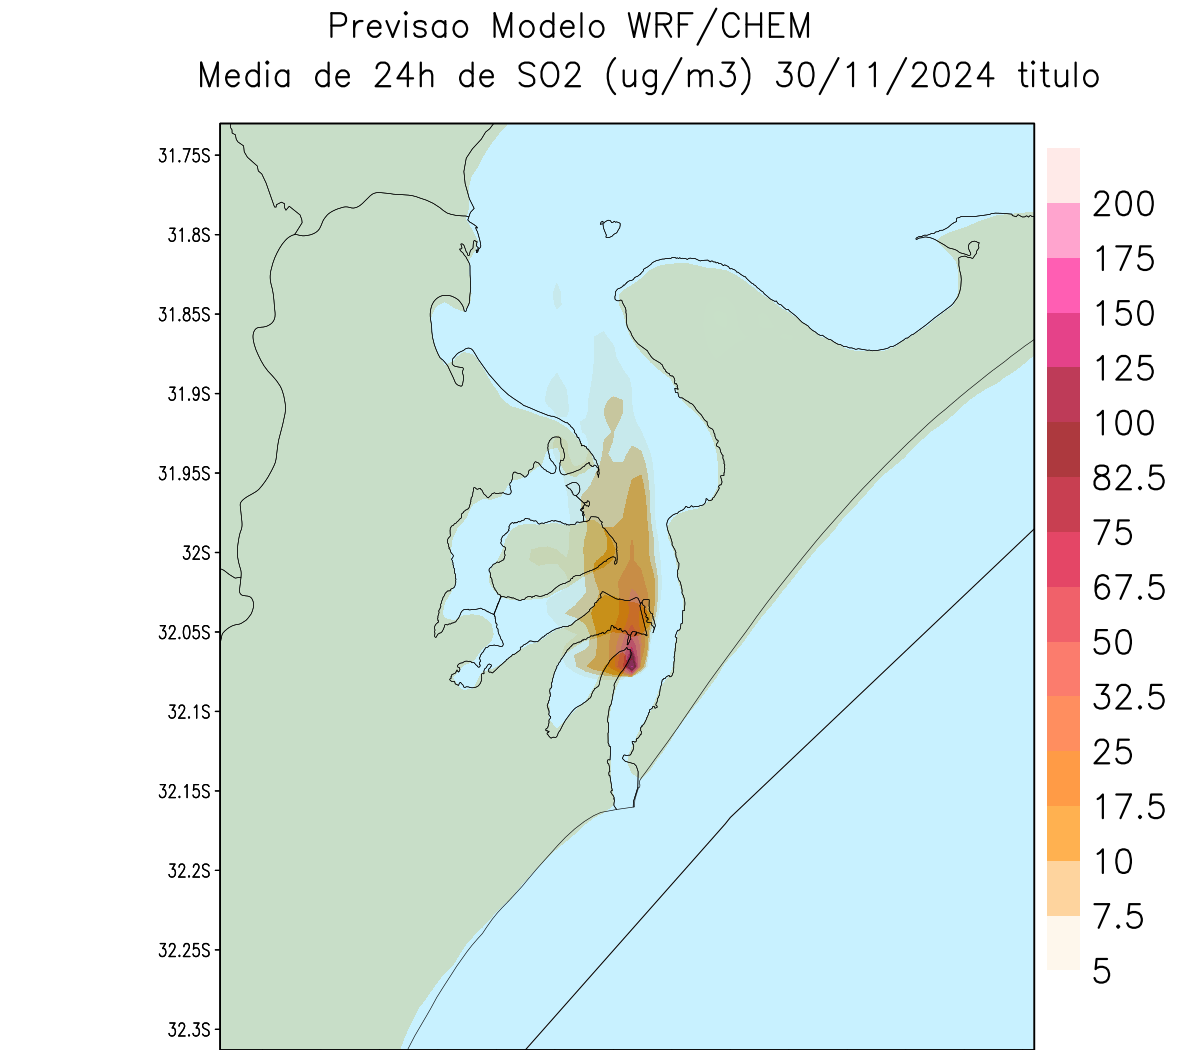 Previsao Modelo WRF/CHEM
Media de 24h de SO2 (ug/m3) 30/11/2024 titulo
31.75S
31.8S
31.85S
31.9S
31.95S
32S
32.05S
32.1S
32.15S
32.2S
32.25S
32.3S
200
175
150
125
100
82.5
75
67.5
50
32.5
25
17.5
10
7.5
5